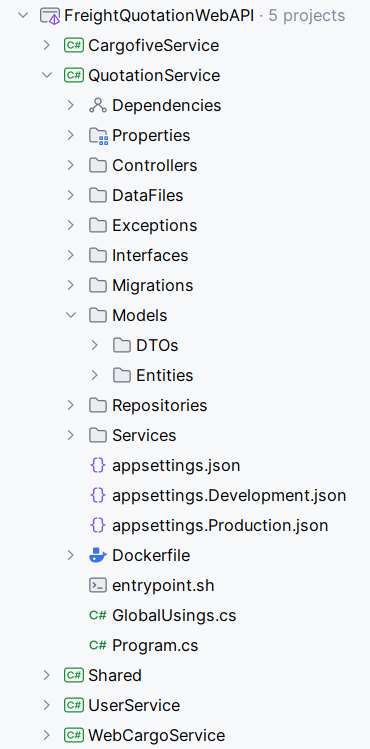 FreightQuotationWebAPI · 5 projects
C# CargofiveService
C# QuotationService
Dependencies
Properties
Controllers
DataFiles
Exceptions
Interfaces
Migrations
Models
DTOs
Entities
Repositories
Services
{} appsettings.json
{} appsettings.Development.json
{} appsettings.Production.json
Dockerfile
entrypoint.sh
C# GlobalUsings.cs
C# Program.cs
C# Shared
C# UserService
C# WebCargoService